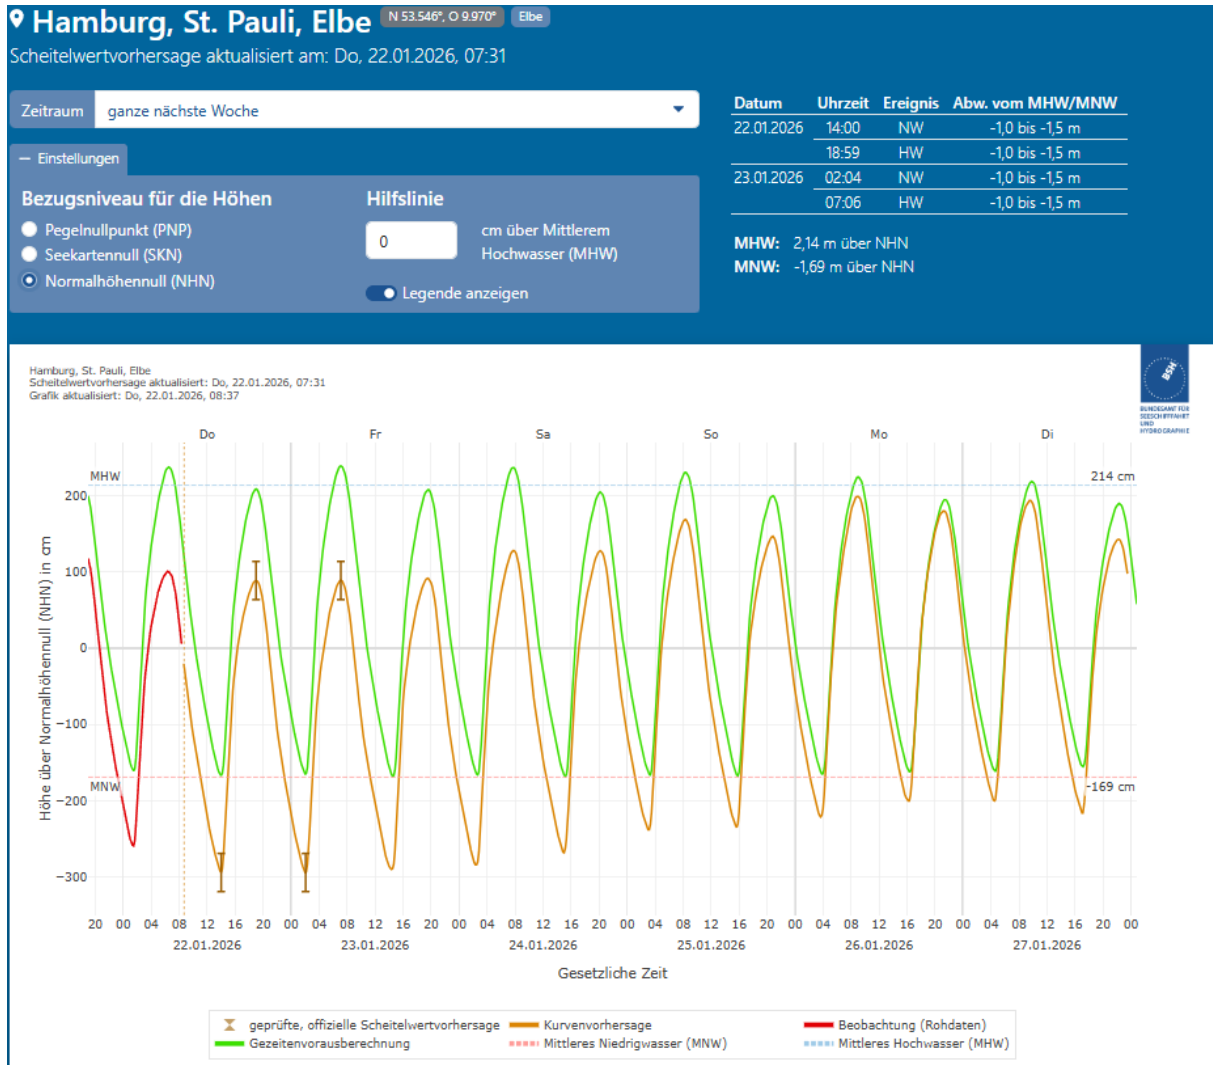 Hamburg, St. Pauli, Elbe N 53.546°, O 9.970° Elbe
Scheitelwertvorhersage aktualisiert am: Do, 22.01.2026, 07:31
Zeitraum ganze nächste Woche
− Einstellungen
Bezugsniveau für die Höhen
Pegelnullpunkt (PNP)
Seekartennull (SKN)
Normalhöhennull (NHN)
Hilfslinie
0 cm über Mittlerem
Hochwasser (MHW)
Legende anzeigen
Datum Uhrzeit Ereignis Abw. vom MHW/MNW
22.01.2026 14:00 NW -1,0 bis -1,5 m
18:59 HW -1,0 bis -1,5 m
23.01.2026 02:04 NW -1,0 bis -1,5 m
07:06 HW -1,0 bis -1,5 m
MHW: 2,14 m über NHN
MNW: -1,69 m über NHN
Hamburg, St. Pauli, Elbe
Scheitelwertvorhersage aktualisiert: Do, 22.01.2026, 07:31
Grafik aktualisiert: Do, 22.01.2026, 08:37
BSH
BUNDESAMT FÜR
SEESCHIFFFAHRT
UND
HYDROGRAPHIE
Do Fr Sa So Mo Di
MHW 214 cm
200
100
0
−100
MNW -169 cm
−200
−300
Höhe über Normalhöhennull (NHN) in cm
20 00 04 08 12 16 20 00 04 08 12 16 20 00 04 08 12 16 20 00 04 08 12 16 20 00 04 08 12 16 20 00 04 08 12 16 20 00
22.01.2026 23.01.2026 24.01.2026 25.01.2026 26.01.2026 27.01.2026
Gesetzliche Zeit
geprüfte, offizielle Scheitelwertvorhersage Kurvenvorhersage Beobachtung (Rohdaten)
Gezeitenvorausberechnung Mittleres Niedrigwasser (MNW) Mittleres Hochwasser (MHW)